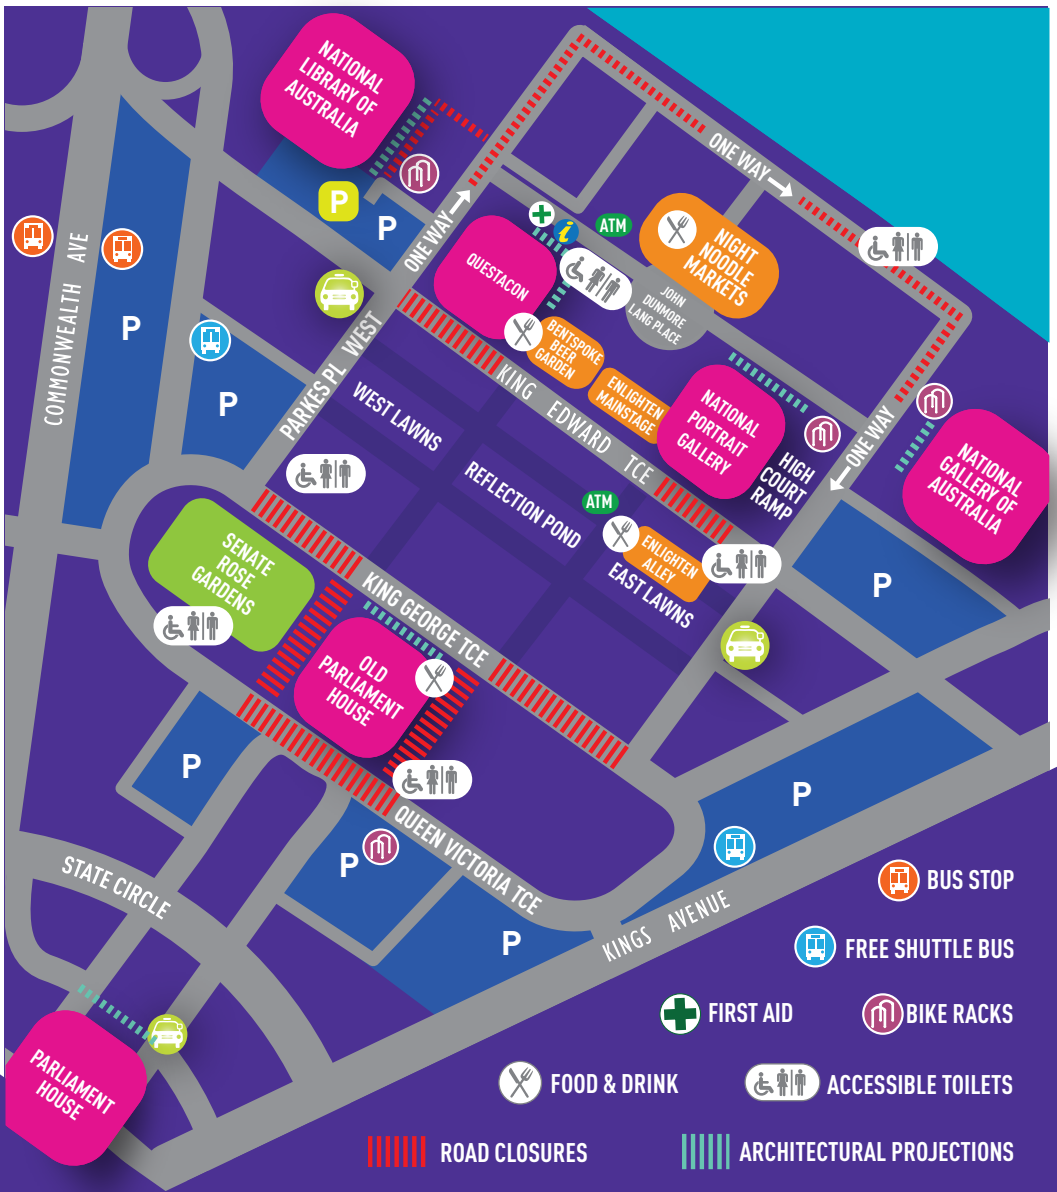 NATIONAL
LIBRARY OF
AUSTRALIA
P
P
ONE WAY
ONE WAY
COMMONWEALTH AVE
P
P
QUESTACON
i
ATM
NIGHT
NOODLE
MARKETS
JOHN
DUNMORE
LANG PLACE
BENTSPOKE
BEER
GARDEN
ENLIGHTEN
MAINSTAGE
PARKES PL WEST
KING EDWARD TCE
NATIONAL
PORTRAIT
GALLERY
HIGH
COURT
RAMP
ONE WAY
NATIONAL
GALLERY OF
AUSTRALIA
WEST LAWNS
REFLECTION POND
ATM
ENLIGHTEN
ALLEY
EAST LAWNS
P
SENATE
ROSE
GARDENS
KING GEORGE TCE
OLD
PARLIAMENT
HOUSE
P
P
P
P
QUEEN VICTORIA TCE
STATE CIRCLE
KINGS AVENUE
PARLIAMENT
HOUSE
BUS STOP
FREE SHUTTLE BUS
FIRST AID
BIKE RACKS
FOOD & DRINK
ACCESSIBLE TOILETS
ROAD CLOSURES
ARCHITECTURAL PROJECTIONS